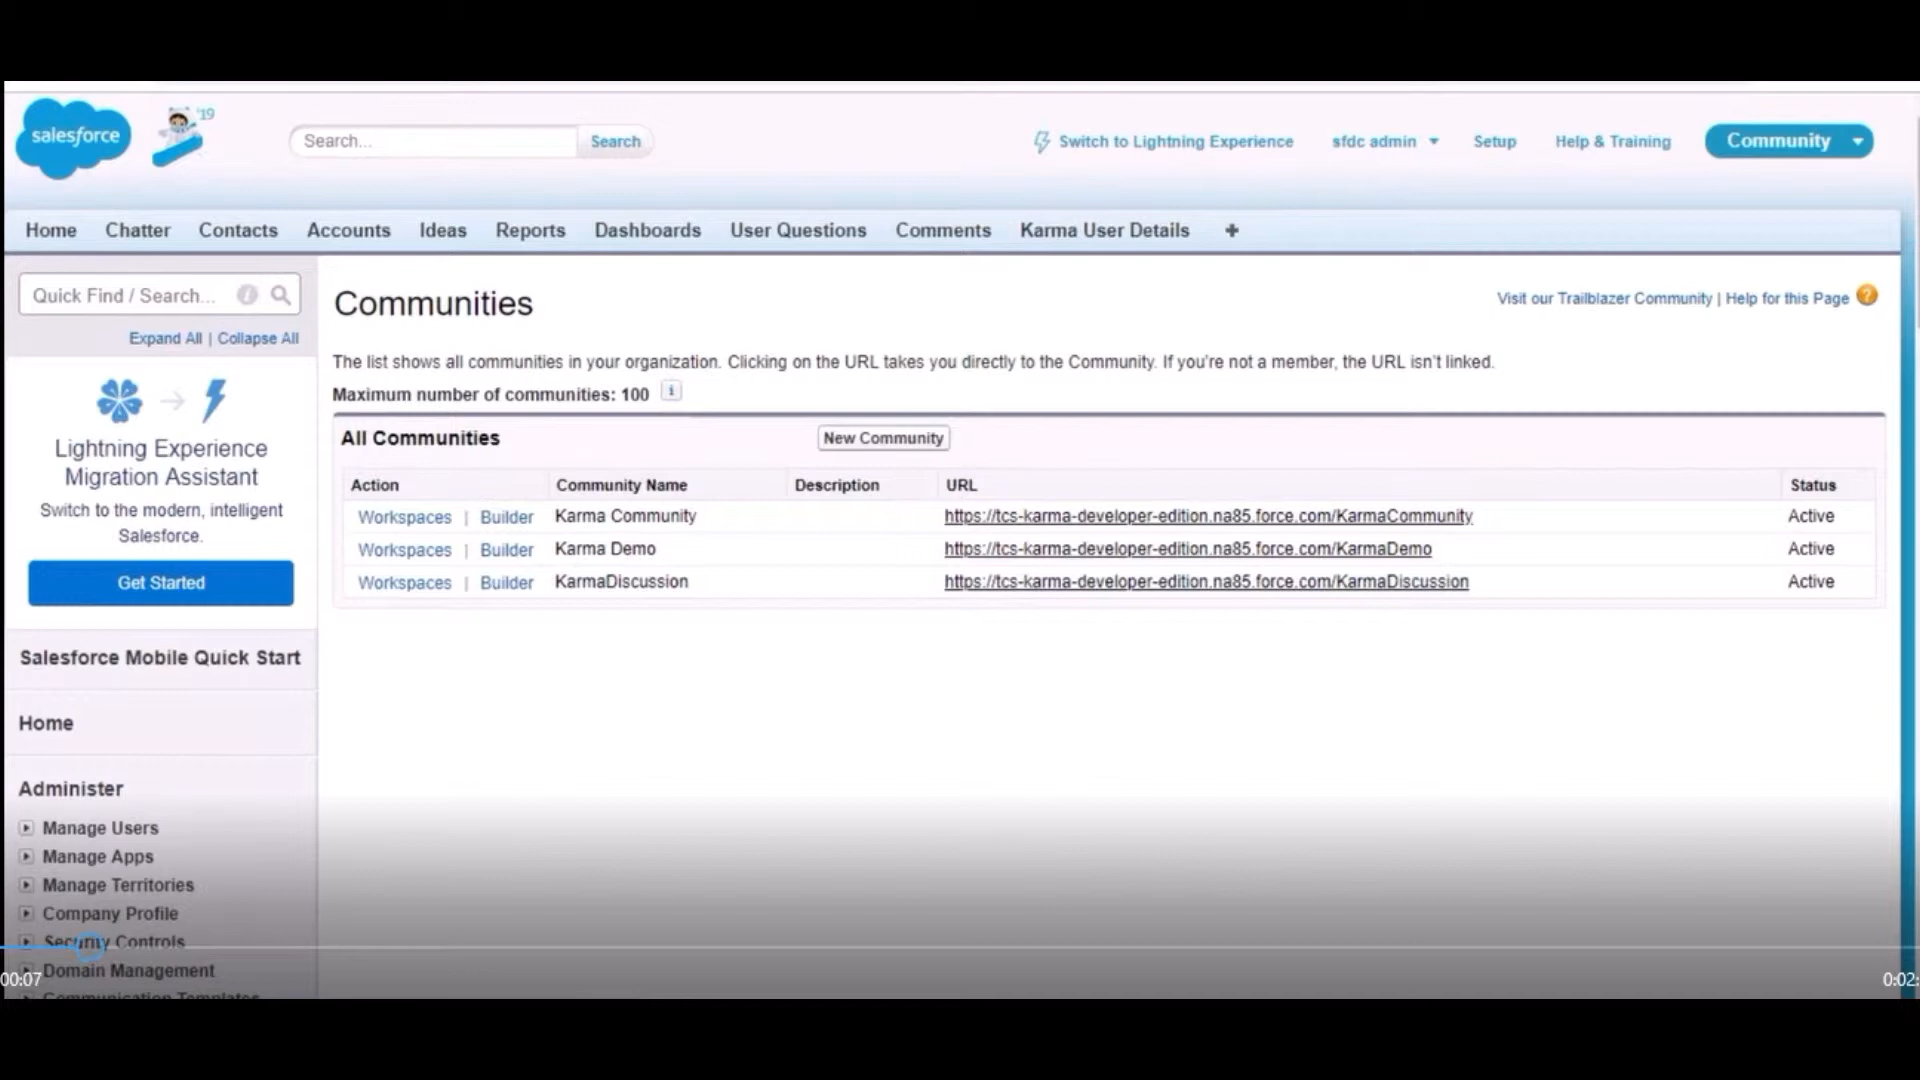 salesforce
'19
Search...
Search
Switch to Lightning Experience
sfdc admin
Setup
Help & Training
Community
Home Chatter Contacts Accounts Ideas Reports Dashboards User Questions Comments Karma User Details +
Quick Find / Search...
Expand All | Collapse All
Lightning Experience
Migration Assistant
Switch to the modern, intelligent
Salesforce.
Get Started
Salesforce Mobile Quick Start
Home
Administer
Manage Users
Manage Apps
Manage Territories
Company Profile
Security Controls
Domain Management
Communication Templates
Communities
Visit our Trailblazer Community | Help for this Page ?
The list shows all communities in your organization. Clicking on the URL takes you directly to the Community. If you're not a member, the URL isn't linked.
Maximum number of communities: 100 i
All Communities
New Community
Action Community Name Description URL Status
Workspaces | Builder Karma Community https://tcs-karma-developer-edition.na85.force.com/KarmaCommunity Active
Workspaces | Builder Karma Demo https://tcs-karma-developer-edition.na85.force.com/KarmaDemo Active
Workspaces | Builder KarmaDiscussion https://tcs-karma-developer-edition.na85.force.com/KarmaDiscussion Active
00:07
0:02: